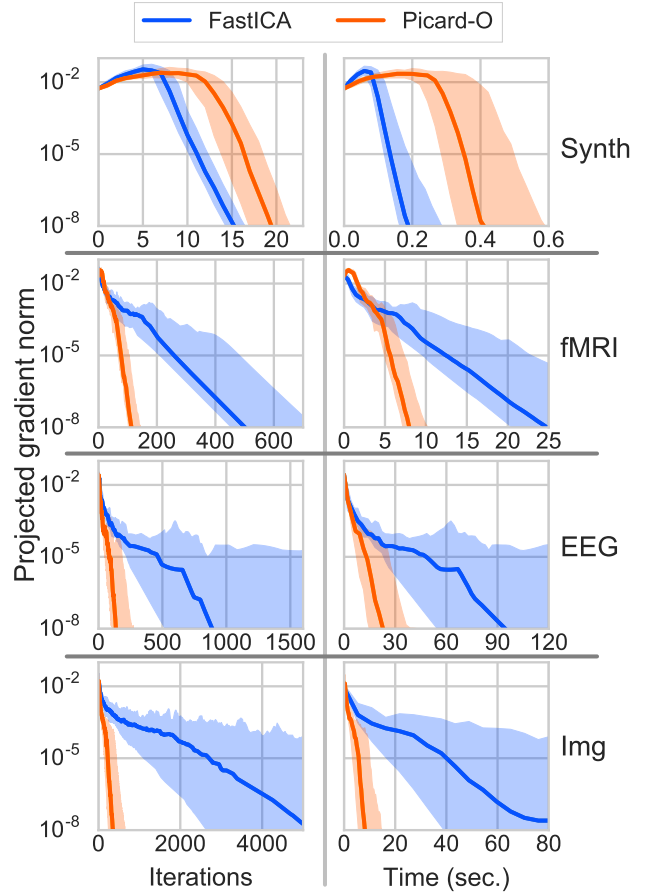 FastICA Picard-O
10^-2
10^-5
10^-8
0 5 10 15 20 0.0 0.2 0.4 0.6
Synth
10^-2
10^-5
10^-8
0 200 400 600 0 5 10 15 20 25
fMRI
Projected gradient norm
10^-2
10^-5
10^-8
0 500 1000 1500 0 30 60 90 120
EEG
10^-2
10^-5
10^-8
0 2000 4000 0 20 40 60 80
Img
Iterations Time (sec.)